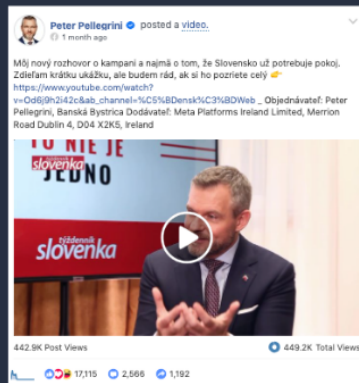 Peter Pellegrini posted a video.
1 month ago
Môj nový rozhovor o kampani a najmä o tom, že Slovensko už potrebuje pokoj.
Zdieľam krátku ukážku, ale budem rád, ak si ho pozriete celý 👉
https://www.youtube.com/watch?
v=Od6j9h2i42c&ab_channel=%C5%BDensk%C3%BDWeb _ Objednávateľ: Peter
Pellegrini, Banská Bystrica Dodávateľ: Meta Platforms Ireland Limited, Merrion
Road Dublin 4, D04 X2K5, Ireland
TO NIE JE
JEDNO
slovenka
týždenník
slovenka
442.9K Post Views
449.2K Total Views
17,115
2,566
1,192